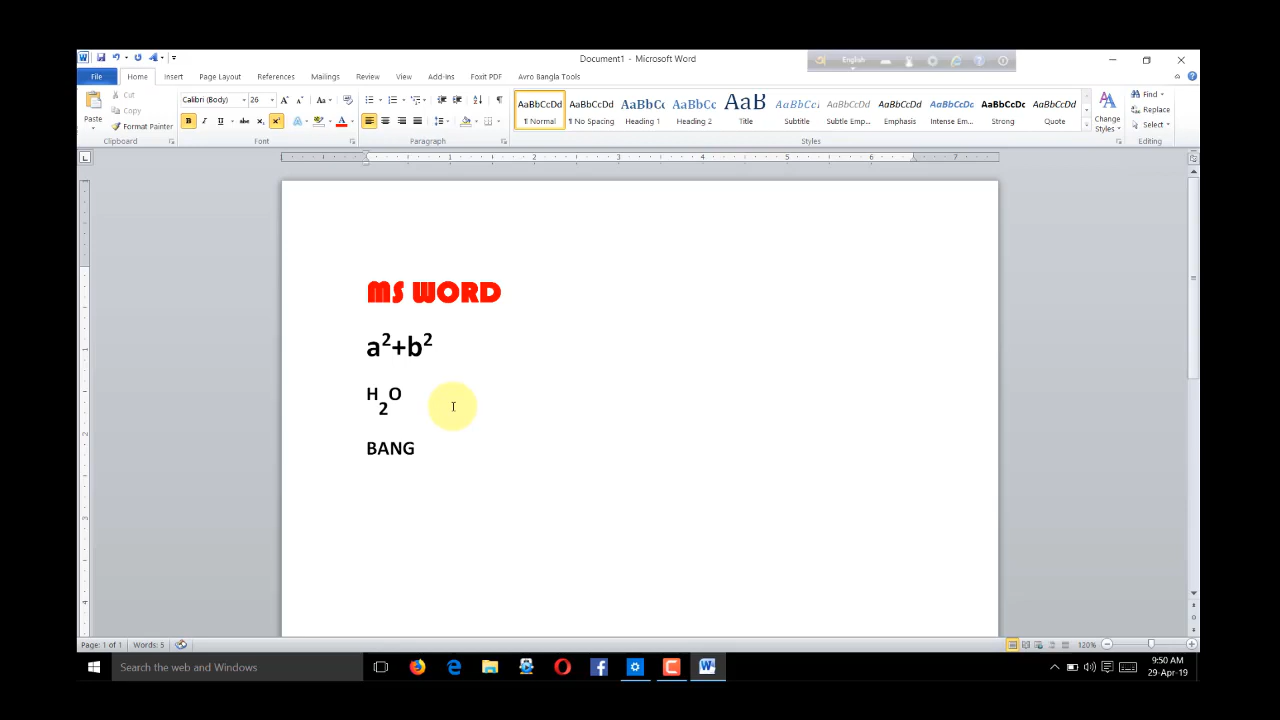 Document1 - Microsoft Word
English
File Home Insert Page Layout References Mailings Review View Add-Ins Foxit PDF Avro Bangla Tools
Paste
Cut
Copy
Format Painter
Clipboard
Calibri (Body) 26
Font
Paragraph
AaBbCcDd AaBbCcDd AaBbCc AaBbCc AaB AaBbCcDd AaBbCcDd AaBbCcDd AaBbCcDd AaBbCcDc AaBbCcDd
¶ Normal ¶ No Spacing Heading 1 Heading 2 Title Subtitle Subtle Emp... Emphasis Intense Em... Strong Quote
Change Styles
Styles
Find
Replace
Select
Editing
MS WORD
a²+b²
H₂O
BANG
Page: 1 of 1 Words: 5 120%
Search the web and Windows
9:50 AM
29-Apr-19